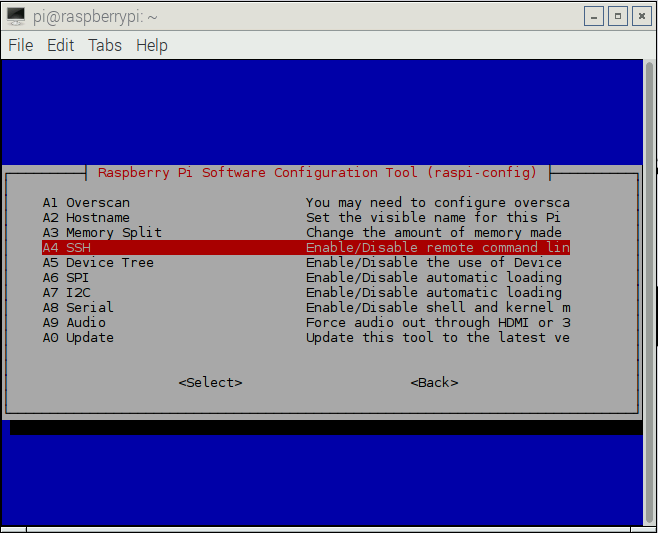 pi@raspberrypi: ~
File Edit Tabs Help
Raspberry Pi Software Configuration Tool (raspi-config)
A1 Overscan You may need to configure oversca
A2 Hostname Set the visible name for this Pi
A3 Memory Split Change the amount of memory made
A4 SSH Enable/Disable remote command lin
A5 Device Tree Enable/Disable the use of Device
A6 SPI Enable/Disable automatic loading
A7 I2C Enable/Disable automatic loading
A8 Serial Enable/Disable shell and kernel m
A9 Audio Force audio out through HDMI or 3
A0 Update Update this tool to the latest ve
<Select> <Back>